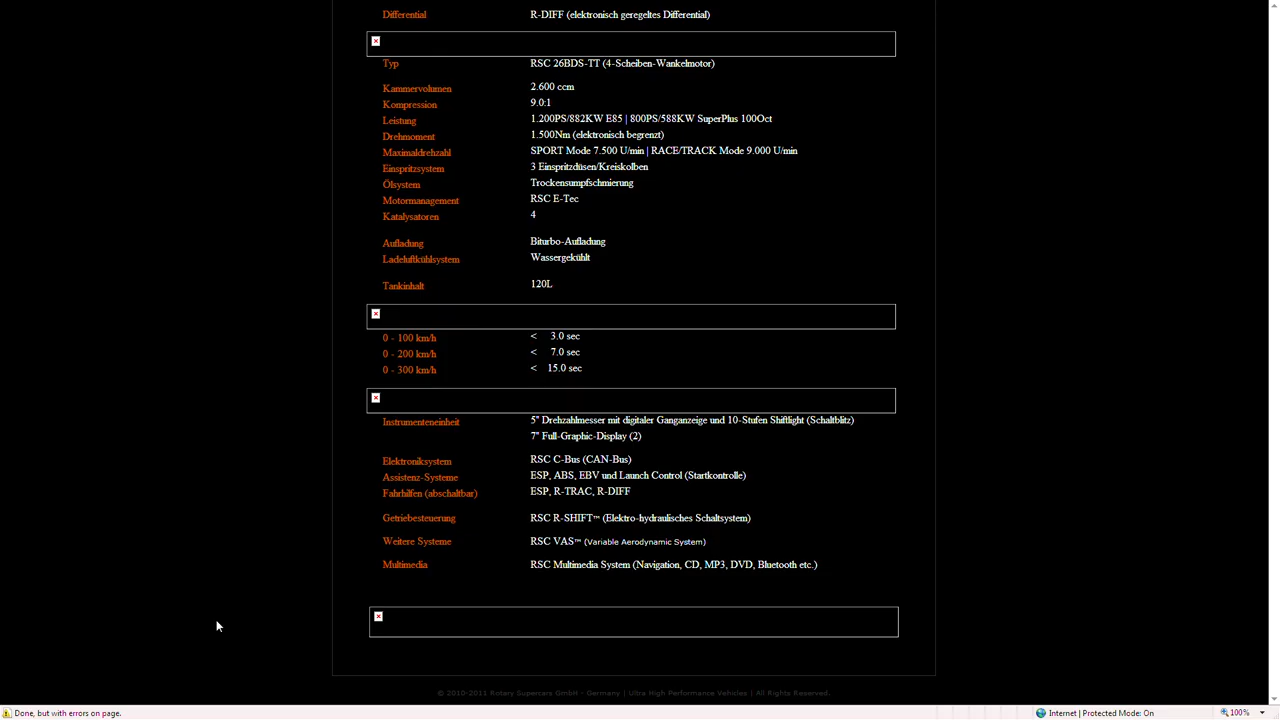 Differential R-DIFF (elektronisch geregeltes Differential)
Typ RSC 26BDS-TT (4-Scheiben-Wankelmotor)
Kammervolumen 2.600 ccm
Kompression 9.0:1
Leistung 1.200PS/882KW E85 | 800PS/588KW SuperPlus 100Oct
Drehmoment 1.500Nm (elektronisch begrenzt)
Maximaldrehzahl SPORT Mode 7.500 U/min | RACE/TRACK Mode 9.000 U/min
Einspritzsystem 3 Einspritzdüsen/Kreiskolben
Ölsystem Trockensumpfschmierung
Motormanagement RSC E-Tec
Katalysatoren 4
Aufladung Biturbo-Aufladung
Ladeluftkühlsystem Wassergekühlt
Tankinhalt 120L
0 - 100 km/h < 3.0 sec
0 - 200 km/h < 7.0 sec
0 - 300 km/h < 15.0 sec
Instrumenteneinheit 5" Drehzahlmesser mit digitaler Ganganzeige und 10-Stufen Shiftlight (Schaltblitz)
7" Full-Graphic-Display (2)
Elektroniksystem RSC C-Bus (CAN-Bus)
Assistenz-Systeme ESP, ABS, EBV und Launch Control (Startkontrolle)
Fahrhilfen (abschaltbar) ESP, R-TRAC, R-DIFF
Getriebesteuerung RSC R-SHIFT™ (Elektro-hydraulisches Schaltsystem)
Weitere Systeme RSC VAS™ (Variable Aerodynamic System)
Multimedia RSC Multimedia System (Navigation, CD, MP3, DVD, Bluetooth etc.)
© 2010-2011 Rotary Supercars GmbH - Germany | Ultra High Performance Vehicles | All Rights Reserved.
Done, but with errors on page. Internet | Protected Mode: On 100%